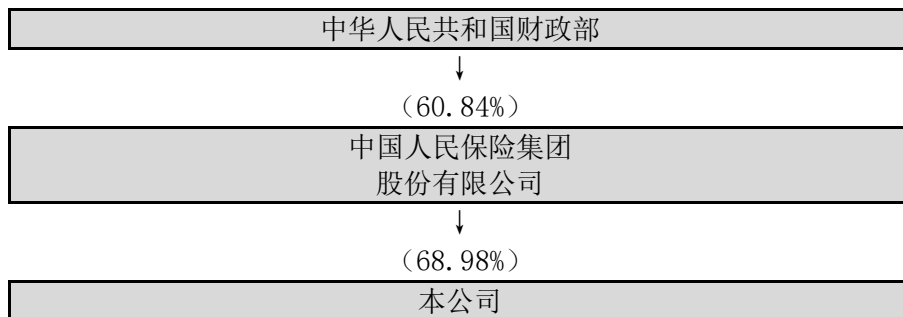 中华人民共和国财政部
↓
（60.84%）
中国人民保险集团
股份有限公司
↓
（68.98%）
本公司